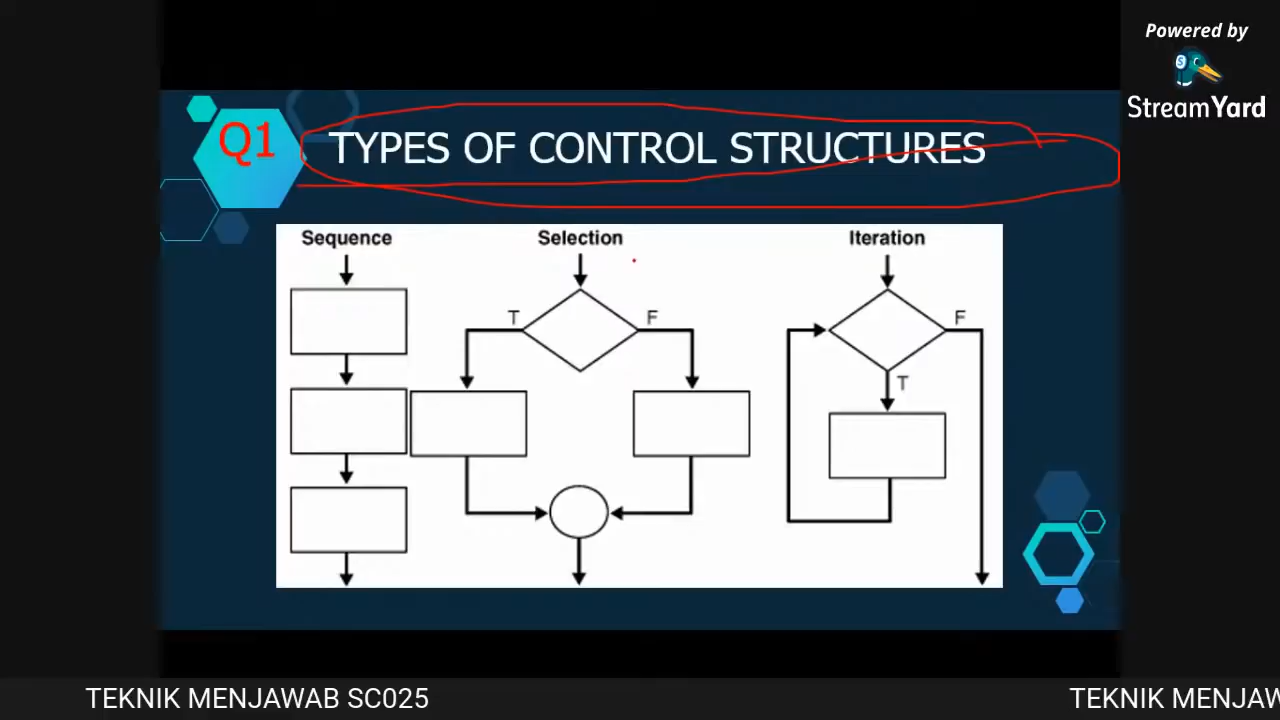 Powered by
StreamYard
Q1
TYPES OF CONTROL STRUCTURES
Sequence
Selection
Iteration
T
F
F
T
TEKNIK MENJAWAB SC025
TEKNIK MENJAW